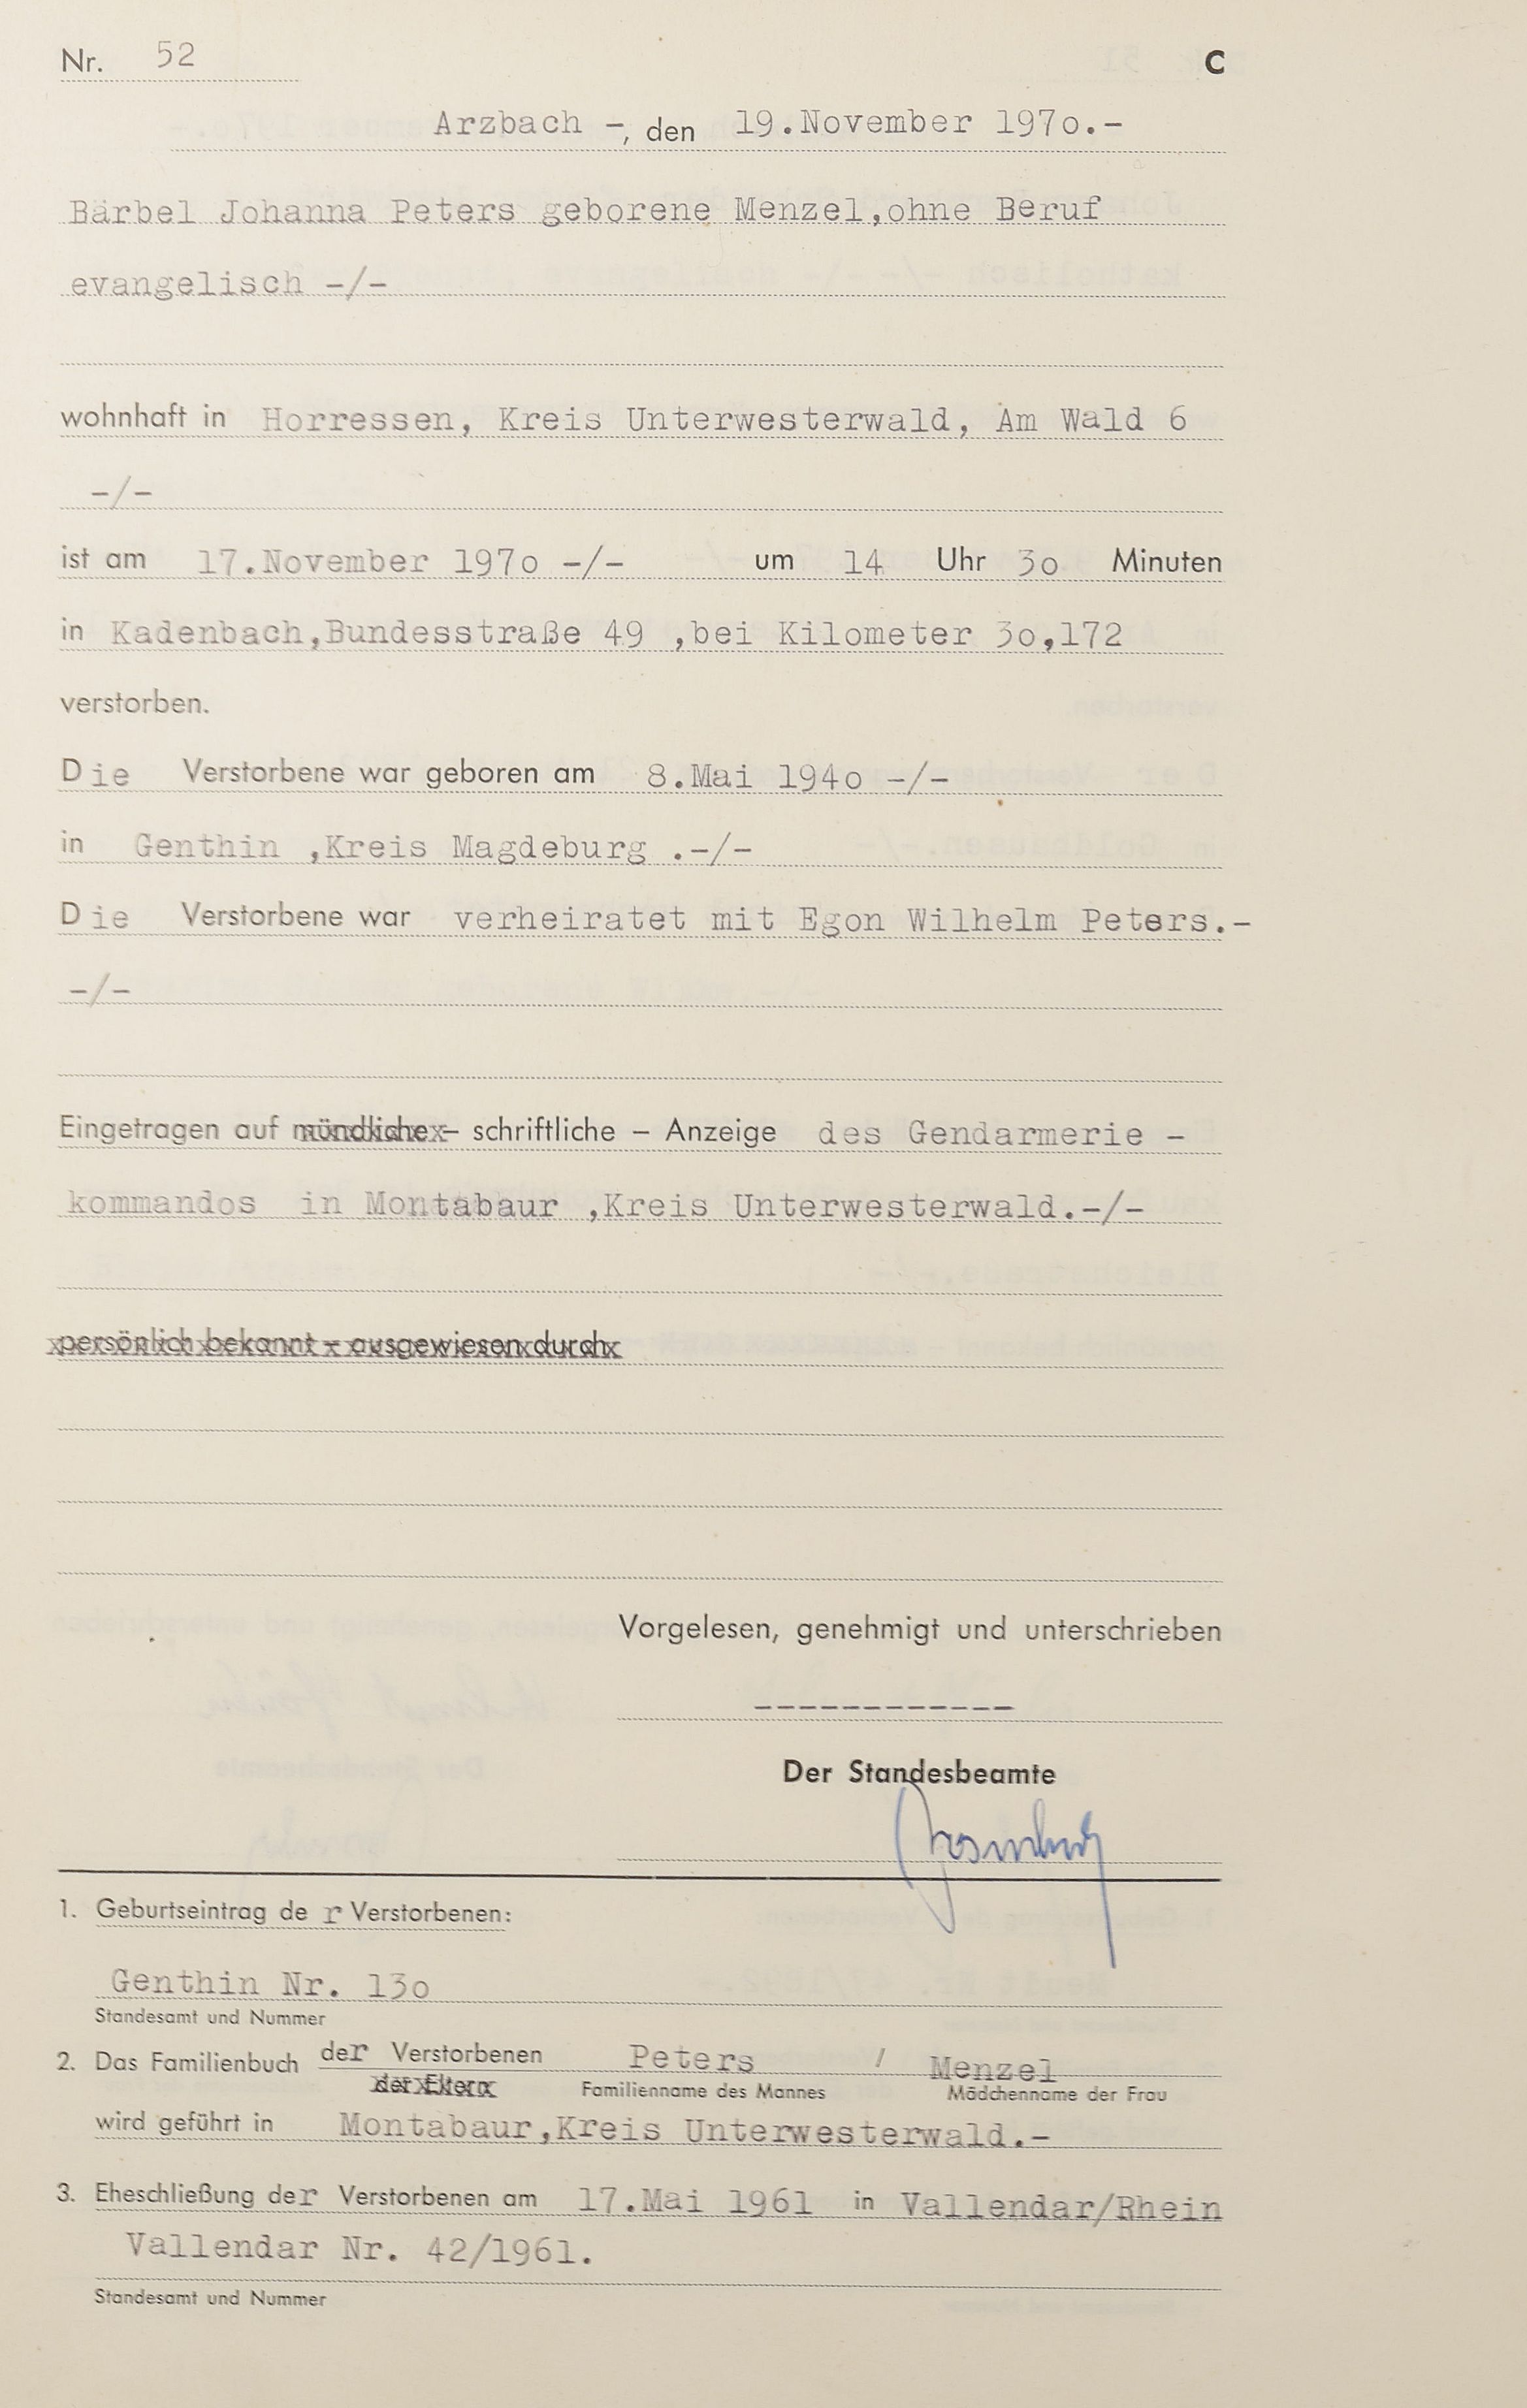 Nr. 52 C
Arzbach -, den 19.November 197o.-
Bärbel Johanna Peters geborene Menzel,ohne Beruf
evangelisch -/-
wohnhaft in Horressen, Kreis Unterwesterwald, Am Wald 6
-/-
ist am 17.November 197o -/- um 14 Uhr 3o Minuten
in Kadenbach,Bundesstraße 49 ,bei Kilometer 3o,172
verstorben.
Die Verstorbene war geboren am 8.Mai 194o -/-
in Genthin ,Kreis Magdeburg .-/-
Die Verstorbene war verheiratet mit Egon Wilhelm Peters.-
-/-
Eingetragen auf mündliche - schriftliche - Anzeige des Gendarmerie -
kommandos in Montabaur ,Kreis Unterwesterwald.-/-
persönlich bekannt - ausgewiesen durch
Vorgelesen, genehmigt und unterschrieben
------------
Der Standesbeamte
1. Geburtseintrag de r Verstorbenen:
Genthin Nr. 13o
Standesamt und Nummer
2. Das Familienbuch der Verstorbenen Peters / Menzel
der Eltern Familienname des Mannes Mädchenname der Frau
wird geführt in Montabaur,Kreis Unterwesterwald.-
3. Eheschließung der Verstorbenen am 17.Mai 1961 in Vallendar/Rhein
Vallendar Nr. 42/1961.
Standesamt und Nummer